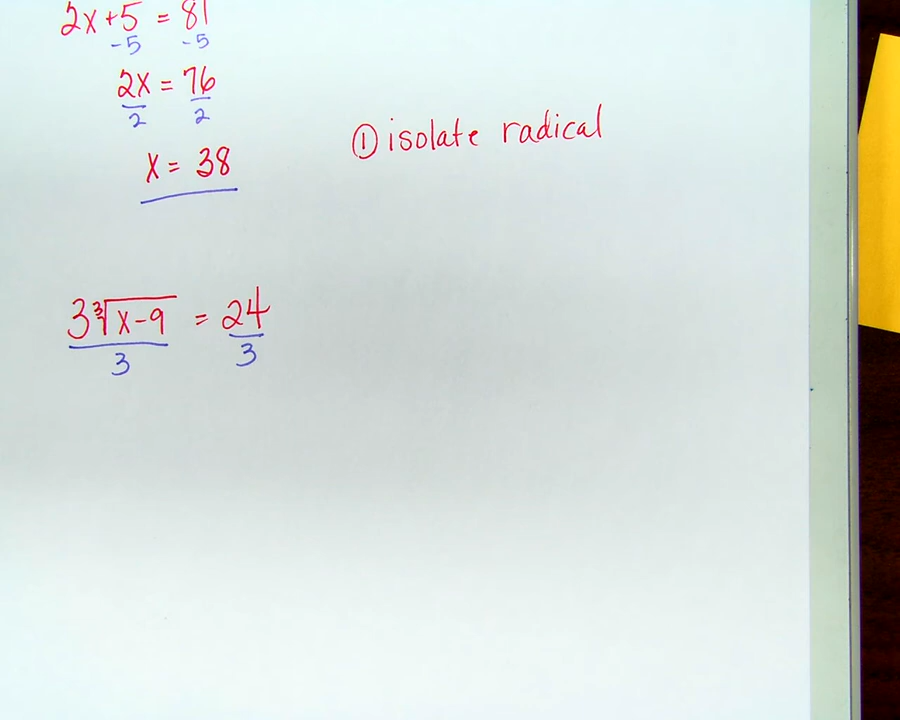 2x+5 = 81
-5 -5
2x = 76
2 2
x = 38
① isolate radical
3∛x-9 = 24
3 3